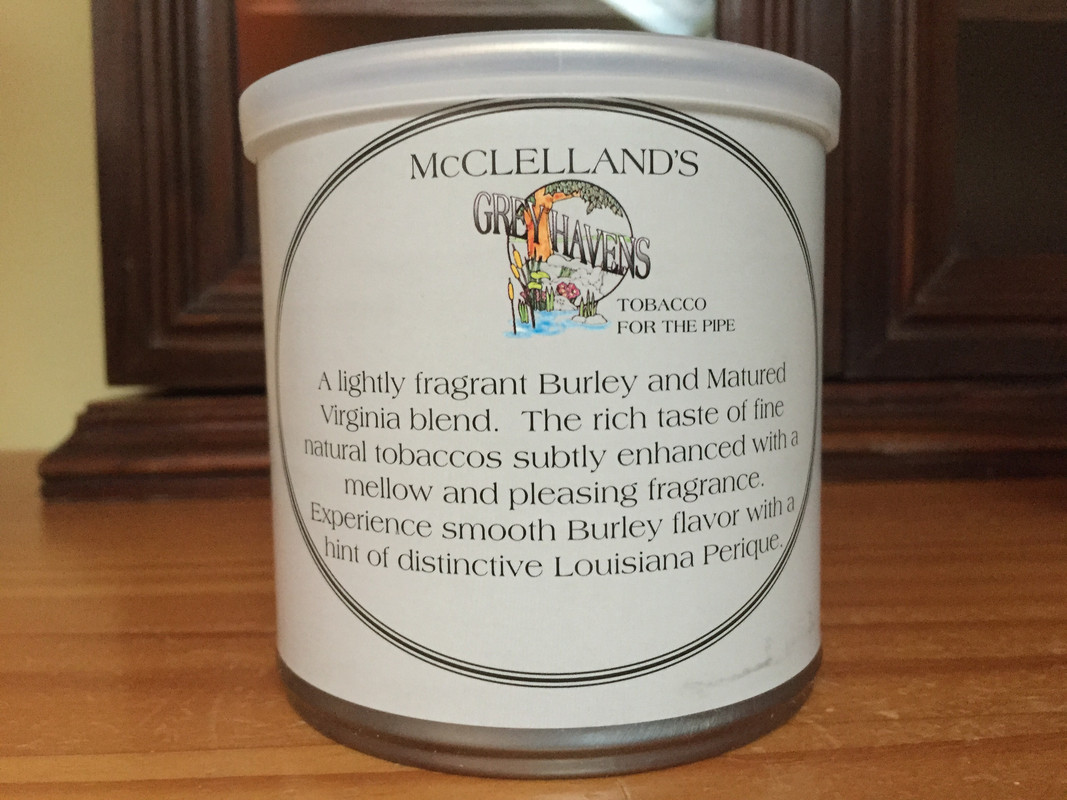 McCLELLAND'S
GREY HAVENS
TOBACCO
FOR THE PIPE
A lightly fragrant Burley and Matured
Virginia blend. The rich taste of fine
natural tobaccos subtly enhanced with a
mellow and pleasing fragrance.
Experience smooth Burley flavor with a
hint of distinctive Louisiana Perique.